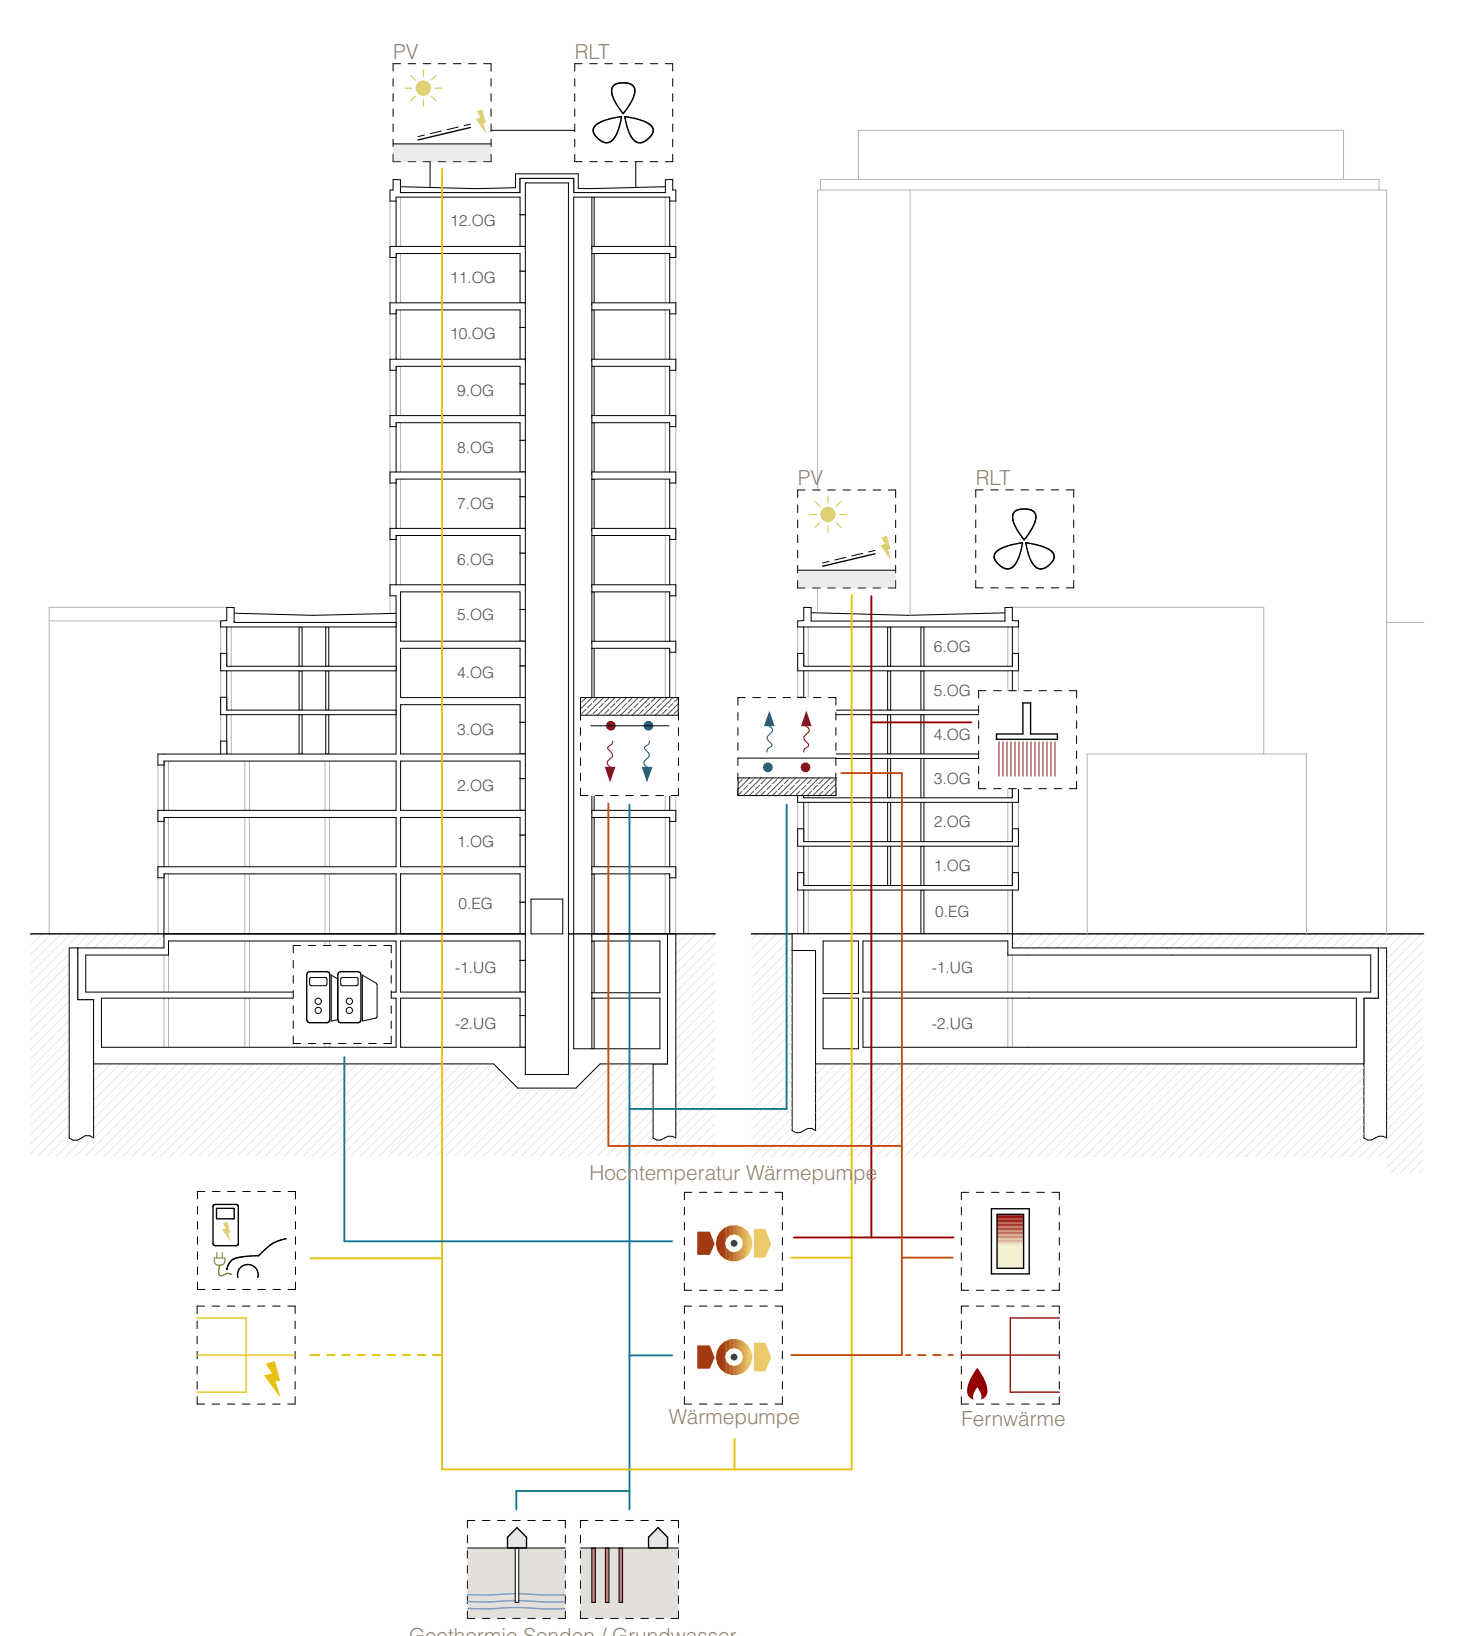 PV
RLT
12.OG
11.OG
10.OG
9.OG
8.OG
7.OG
6.OG
5.OG
4.OG
3.OG
2.OG
1.OG
0.EG
-1.UG
-2.UG
PV
RLT
6.OG
5.OG
4.OG
3.OG
2.OG
1.OG
0.EG
-1.UG
-2.UG
Hochtemperatur Wärmepumpe
Wärmepumpe
Fernwärme
Geothermie Sonden / Grundwasser